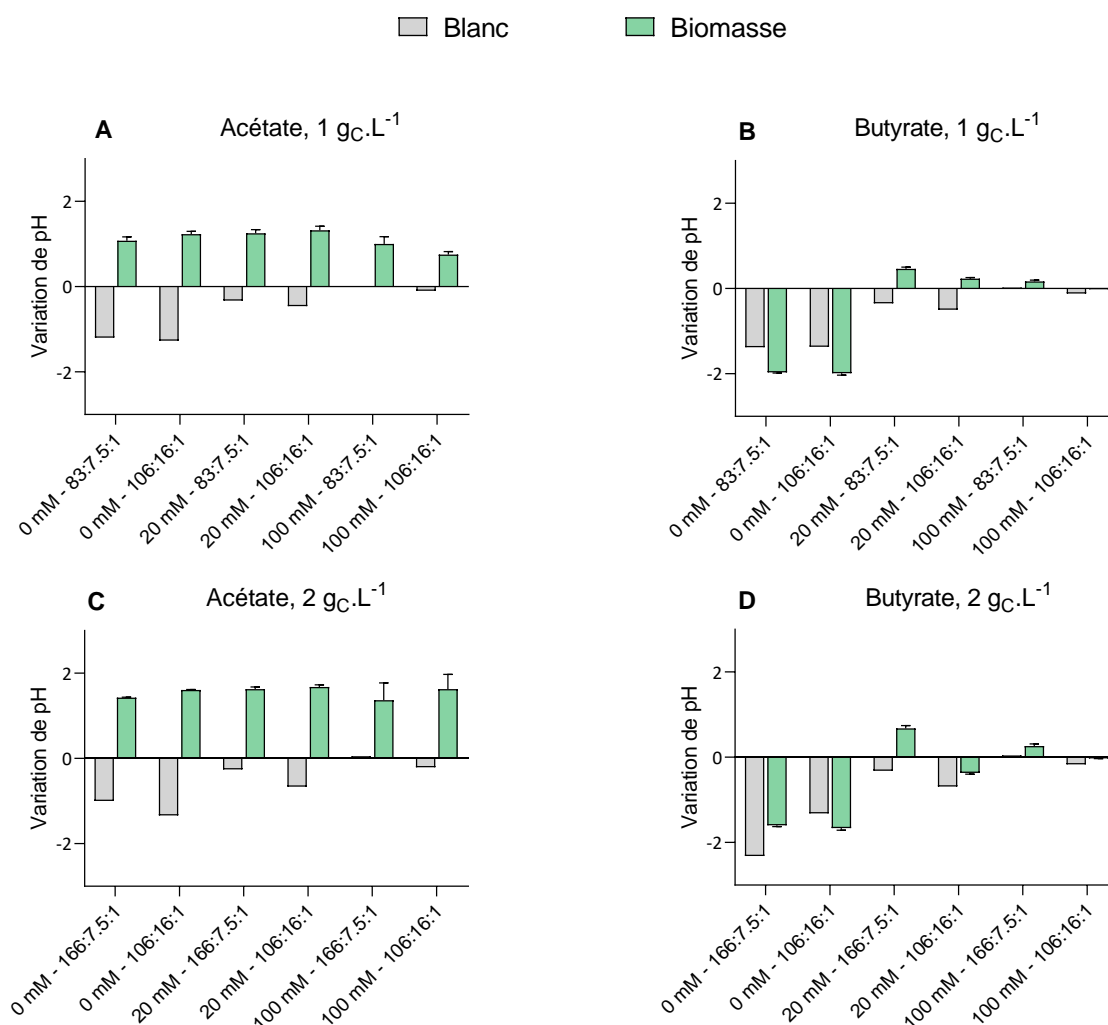 Blanc Biomasse
A Acétate, 1 g_C.L^-1
Variation de pH
2
0
-2
0 mM - 83:7.5:1
0 mM - 106:16:1
20 mM - 83:7.5:1
20 mM - 106:16:1
100 mM - 83:7.5:1
100 mM - 106:16:1
B Butyrate, 1 g_C.L^-1
Variation de pH
2
0
-2
0 mM - 83:7.5:1
0 mM - 106:16:1
20 mM - 83:7.5:1
20 mM - 106:16:1
100 mM - 83:7.5:1
100 mM - 106:16:1
C Acétate, 2 g_C.L^-1
Variation de pH
2
0
-2
0 mM - 166:7.5:1
0 mM - 106:16:1
20 mM - 166:7.5:1
20 mM - 106:16:1
100 mM - 166:7.5:1
100 mM - 106:16:1
D Butyrate, 2 g_C.L^-1
Variation de pH
2
0
-2
0 mM - 166:7.5:1
0 mM - 106:16:1
20 mM - 166:7.5:1
20 mM - 106:16:1
100 mM - 166:7.5:1
100 mM - 106:16:1